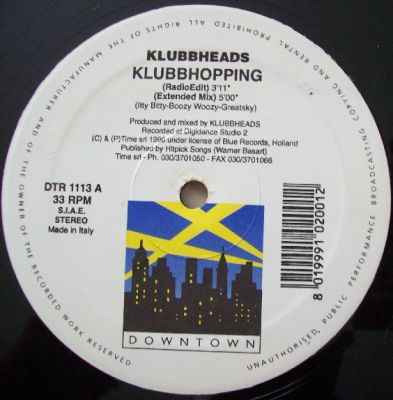 KLUBBHEADS
KLUBBHOPPING
(RadioEdit) 3'11"
(Extended Mix) 5'00"
(Itty Bitty-Boozy Woozy-Greatsky)
Produced and mixed by KLUBBHEADS
Recorded at Digidance Studio 2
(C) & (P)Time srl 1996 under license of Blue Records, Holland
Published by Hitpick Songs (Warner Basart)
Time srl - Ph. 030/3701050 - FAX 030/3701066
DTR 1113 A
33 RPM
S.I.A.E.
STEREO
Made in Italy
8 019991 020012
DOWNTOWN
ALL RIGHTS OF THE MANUFACTURER AND OF THE OWNER OF THE RECORDED WORK RESERVED
UNAUTHORISED, PUBLIC PERFORMANCE BROADCASTING COPYING AND RENTAL PROHIBITED